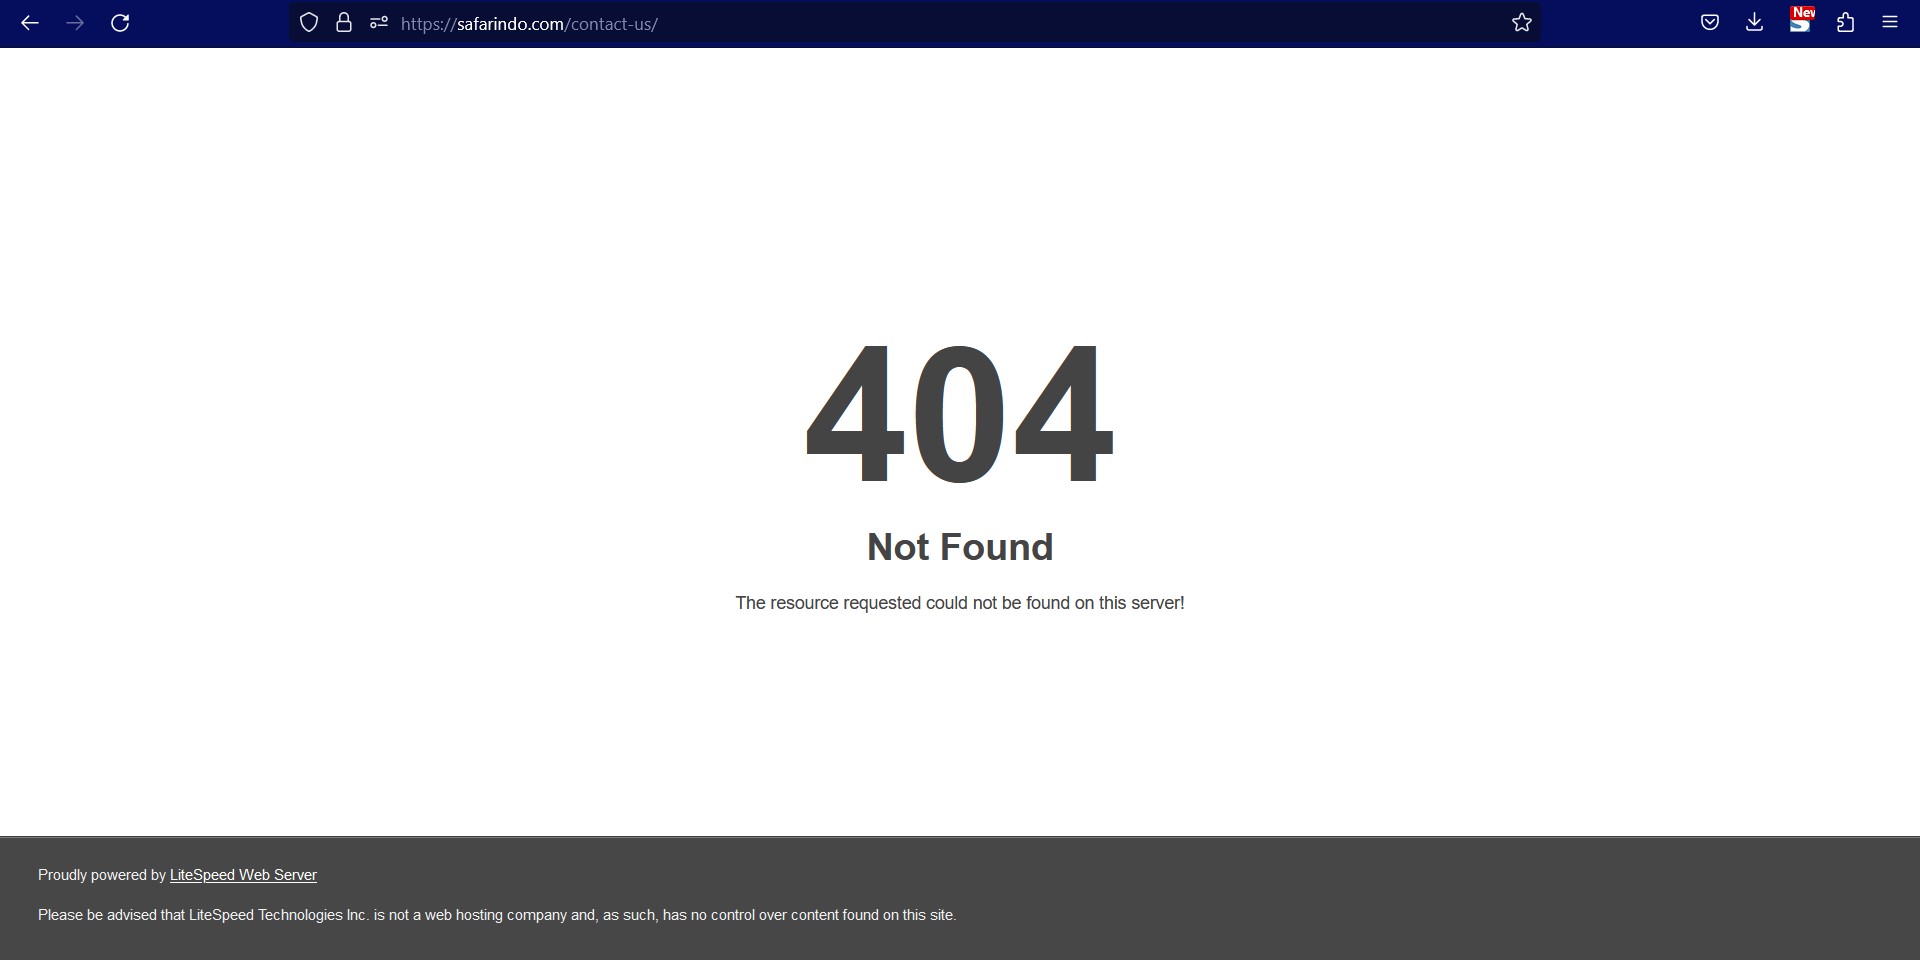 https://safarindo.com/contact-us/
New
404
Not Found
The resource requested could not be found on this server!
Proudly powered by LiteSpeed Web Server
Please be advised that LiteSpeed Technologies Inc. is not a web hosting company and, as such, has no control over content found on this site.